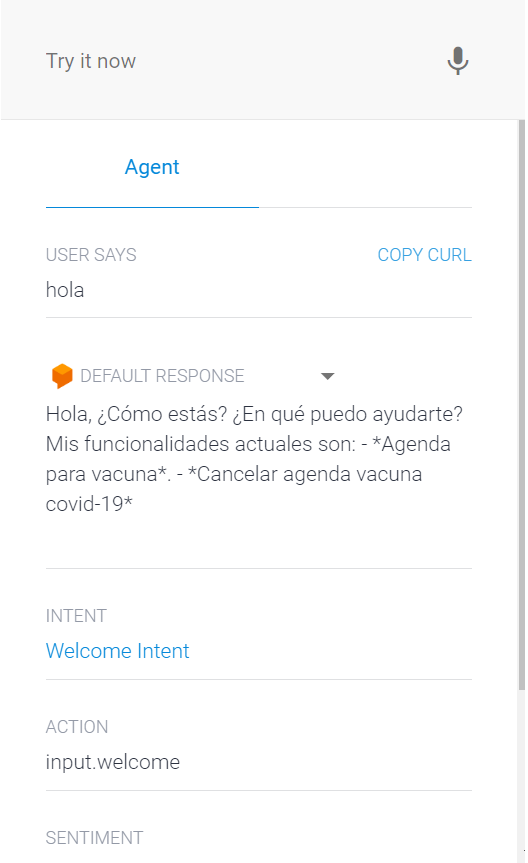 Try it now
Agent
USER SAYS
COPY CURL
hola
DEFAULT RESPONSE
Hola, ¿Cómo estás? ¿En qué puedo ayudarte?
Mis funcionalidades actuales son: - *Agenda
para vacuna*. - *Cancelar agenda vacuna
covid-19*
INTENT
Welcome Intent
ACTION
input.welcome
SENTIMENT